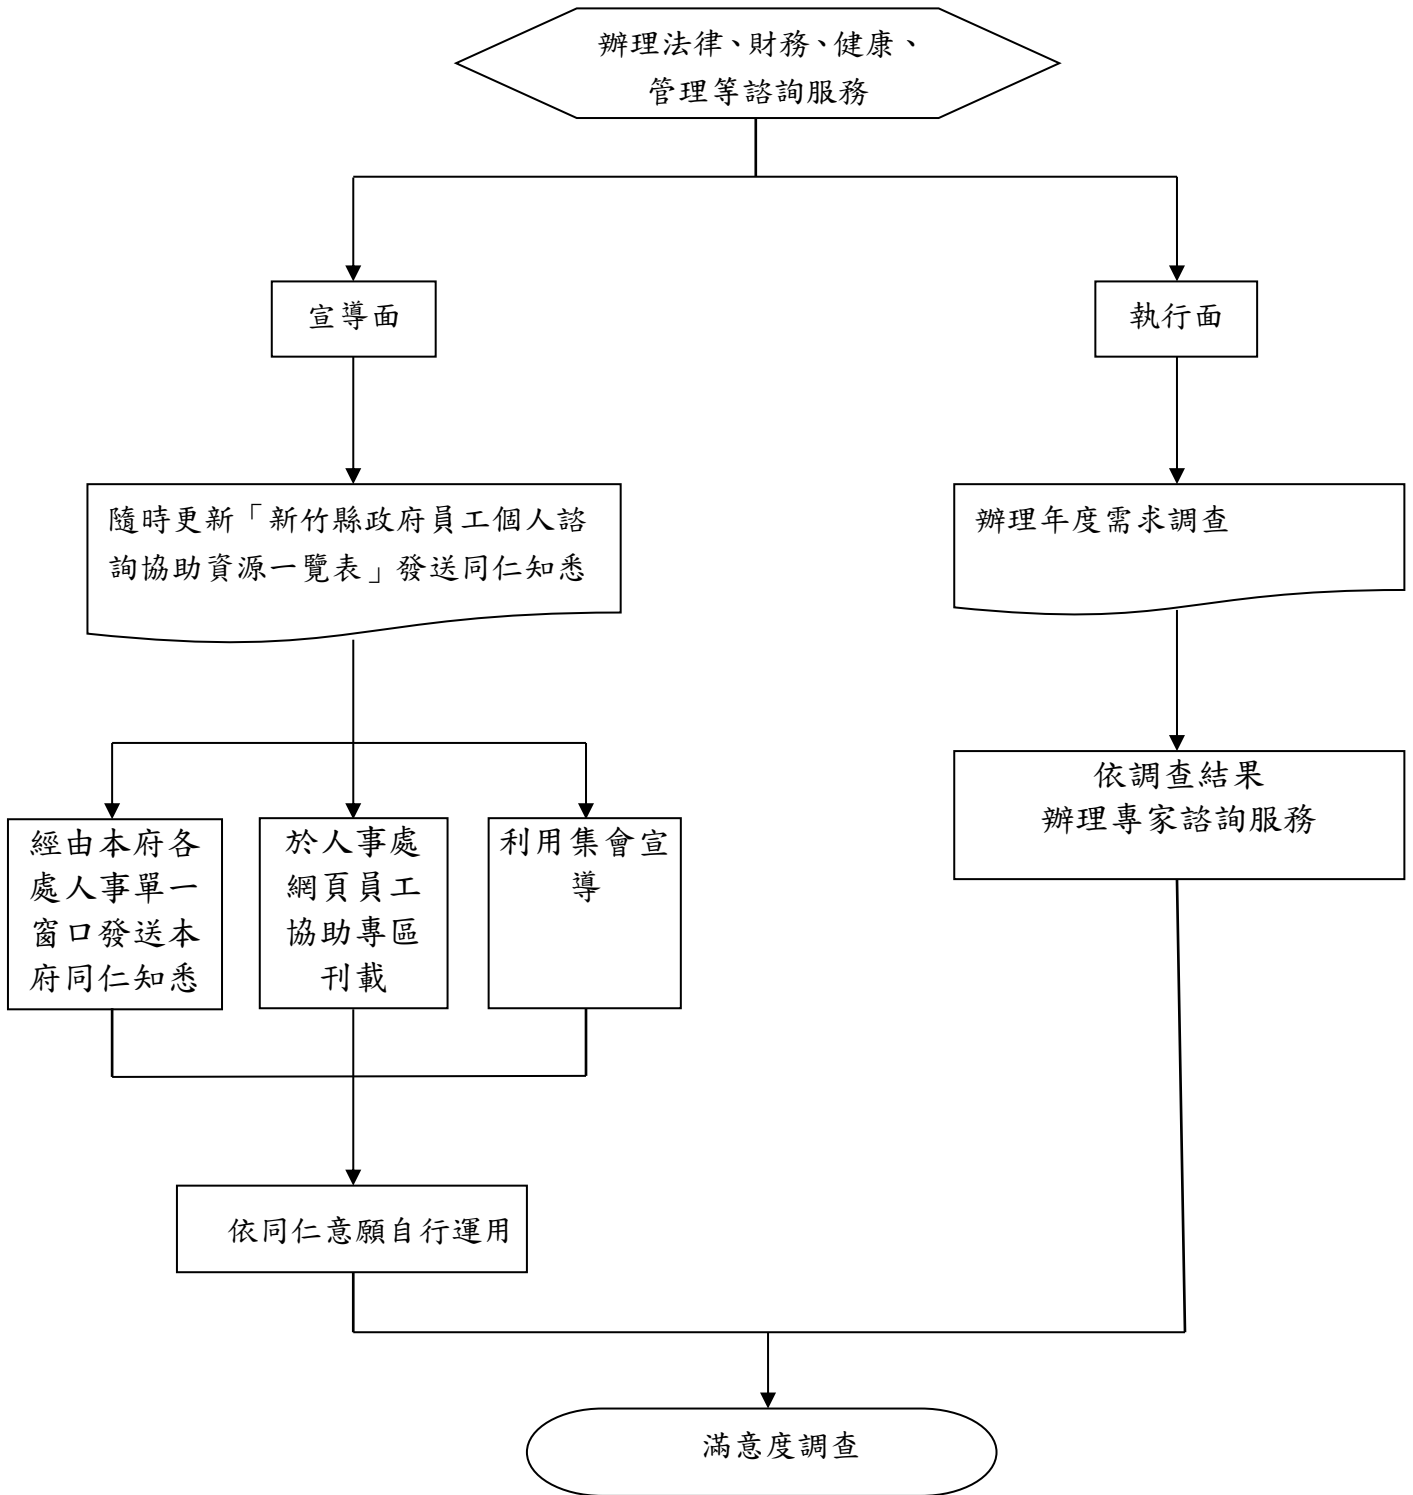 辦理法律、財務、健康、
管理等諮詢服務
宣導面
執行面
隨時更新「新竹縣政府員工個人諮
詢協助資源一覽表」發送同仁知悉
辦理年度需求調查
依調查結果
辦理專家諮詢服務
經由本府各
處人事單一
窗口發送本
府同仁知悉
於人事處
網頁員工
協助專區
刊載
利用集會宣
導
依同仁意願自行運用
滿意度調查